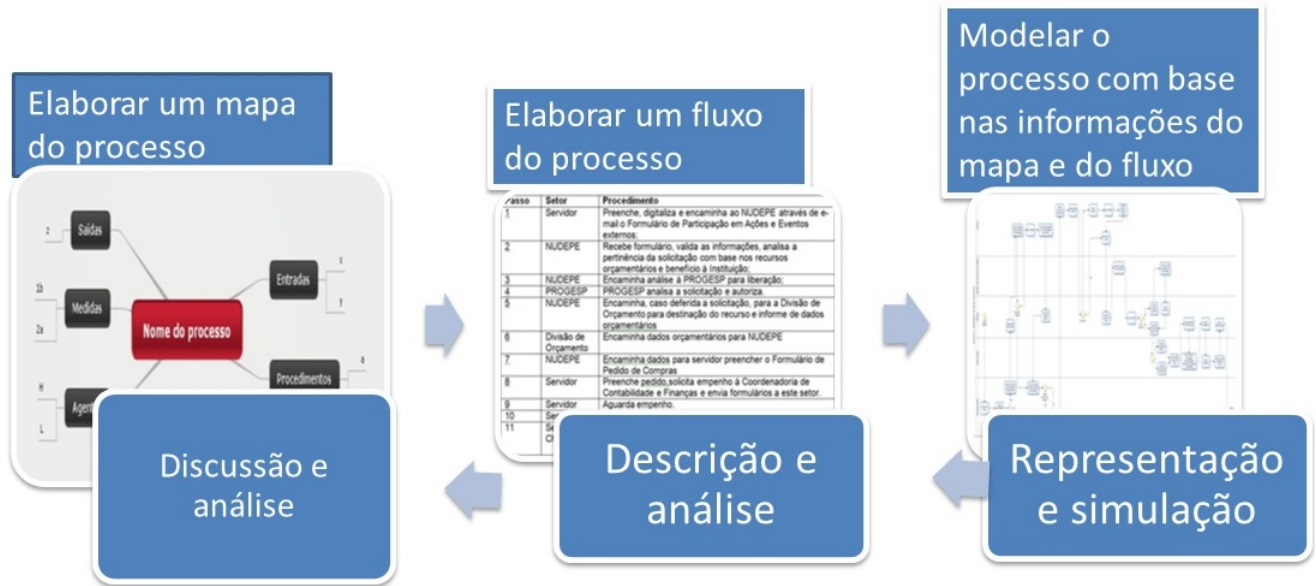 Elaborar um mapa
do processo
Saídas
z
Medidas
1b
2a
H
L
Nome do processo
Entradas
x
Y
Procedimentos
a
Discussão e
análise
Elaborar um fluxo
do processo
Passo Setor Procedimento
1 Servidor Preenche, digitaliza e encaminha ao NUDEPE através de e-
mail o Formulário de Participação em Ações e Eventos
externos;
2 NUDEPE Recebe formulário, valida as informações, analisa a
pertinência da solicitação com base nos recursos
orçamentários e benefício à Instituição;
3 NUDEPE Encaminha análise à PROGESP para liberação;
4 PROGESP PROGESP analisa a solicitação e autoriza.
5 NUDEPE Encaminha, caso deferida a solicitação, para a Divisão de
Orçamento para destinação do recurso e informe de dados
orçamentários
6 Divisão de Orçamento Encaminha dados orçamentários para NUDEPE
7 NUDEPE Encaminha dados para servidor preencher o Formulário de
Pedido de Compras
8 Servidor Preenche pedido,solicita empenho à Coordenadoria de
Contabilidade e Finanças e envia formulários a este setor.
9 Servidor Aguarda empenho.
10
11
Descrição e
análise
Modelar o
processo com base
nas informações do
mapa e do fluxo
Representação
e simulação